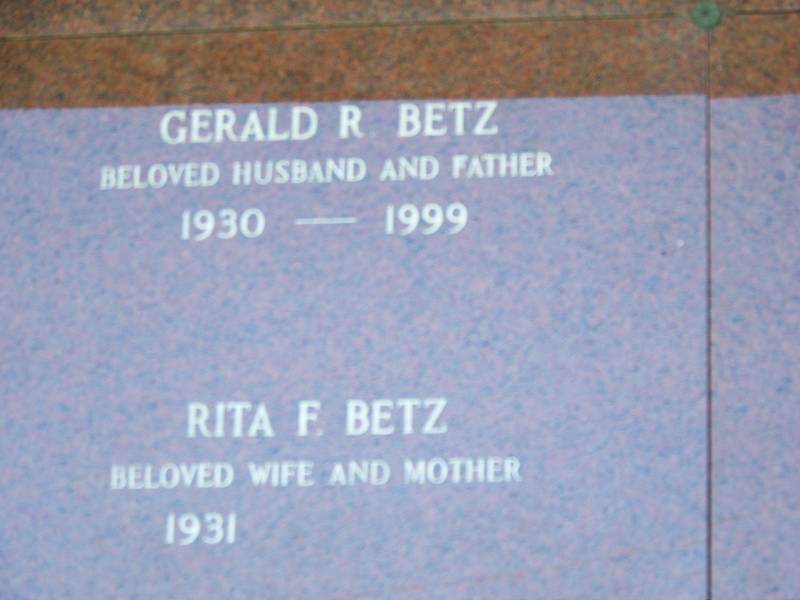 GERALD R. BETZ
BELOVED HUSBAND AND FATHER
1930 — 1999
RITA F. BETZ
BELOVED WIFE AND MOTHER
1931